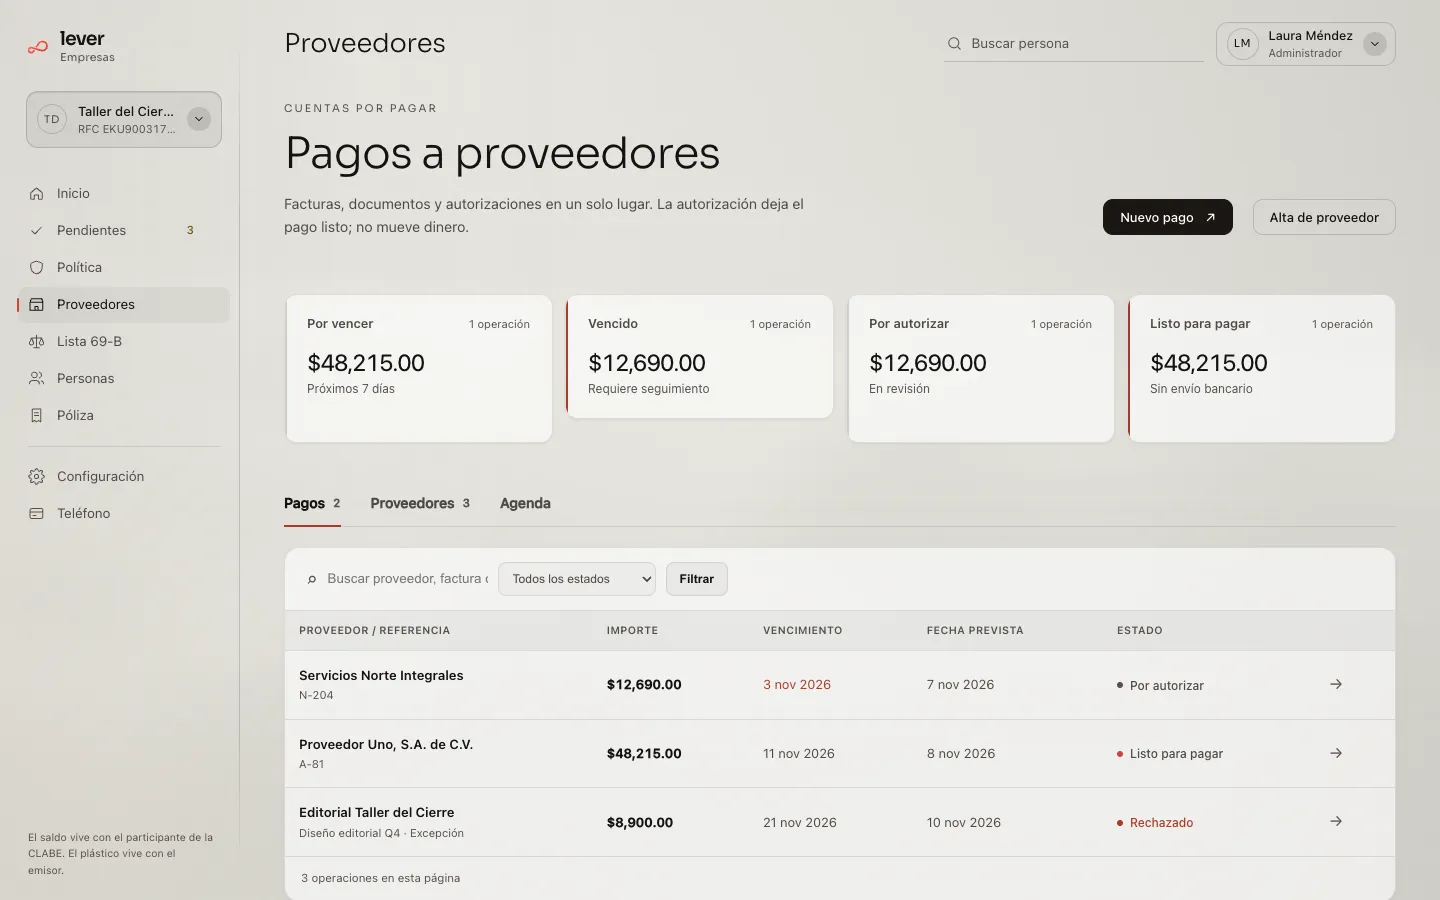 lever
Empresas
Proveedores
Buscar persona
LM
Laura Méndez
Administrador
TD
Taller del Cier...
RFC EKU900317...
Inicio
Pendientes 3
Política
Proveedores
Lista 69-B
Personas
Póliza
Configuración
Teléfono
El saldo vive con el participante de la
CLABE. El plástico vive con el
emisor.
CUENTAS POR PAGAR
Pagos a proveedores
Facturas, documentos y autorizaciones en un solo lugar. La autorización deja el
pago listo; no mueve dinero.
Nuevo pago
Alta de proveedor
Por vencer 1 operación
$48,215.00
Próximos 7 días
Vencido 1 operación
$12,690.00
Requiere seguimiento
Por autorizar 1 operación
$12,690.00
En revisión
Listo para pagar 1 operación
$48,215.00
Sin envío bancario
Pagos 2 Proveedores 3 Agenda
Buscar proveedor, factura Todos los estados Filtrar
PROVEEDOR / REFERENCIA IMPORTE VENCIMIENTO FECHA PREVISTA ESTADO
Servicios Norte Integrales
N-204
$12,690.00 3 nov 2026 7 nov 2026 Por autorizar
Proveedor Uno, S.A. de C.V.
A-81
$48,215.00 11 nov 2026 8 nov 2026 Listo para pagar
Editorial Taller del Cierre
Diseño editorial Q4 · Excepción
$8,900.00 21 nov 2026 10 nov 2026 Rechazado
3 operaciones en esta página